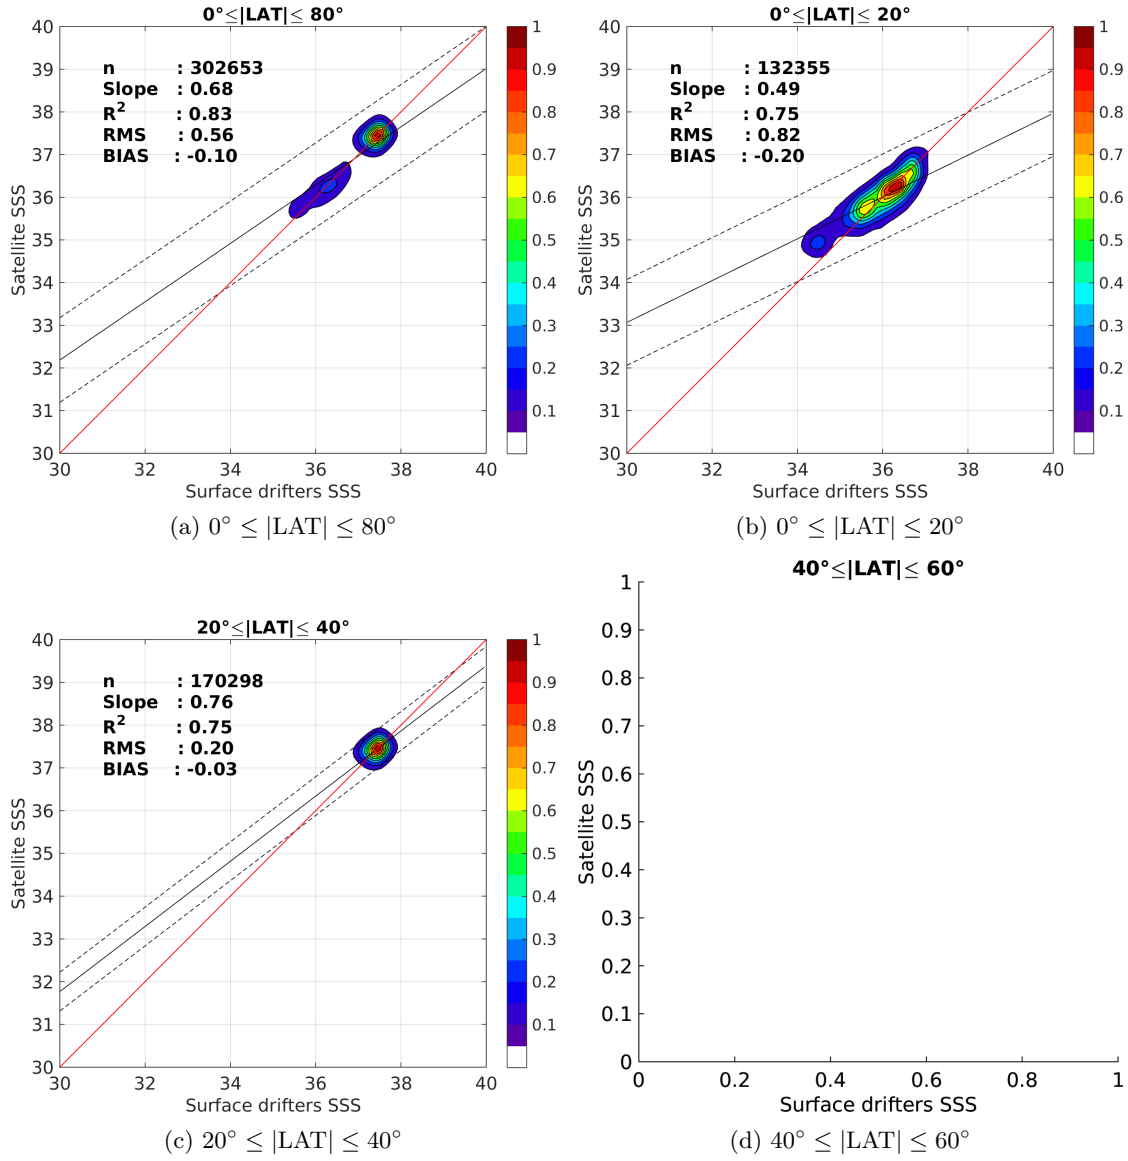 0°≤|LAT|≤ 80°
40
39
38
37
36
35
34
33
32
31
30
Satellite SSS
n : 302653
Slope : 0.68
R² : 0.83
RMS : 0.56
BIAS : -0.10
30 32 34 36 38 40
Surface drifters SSS
1
0.9
0.8
0.7
0.6
0.5
0.4
0.3
0.2
0.1
(a) 0° ≤ |LAT| ≤ 80°
0°≤|LAT|≤ 20°
40
39
38
37
36
35
34
33
32
31
30
Satellite SSS
n : 132355
Slope : 0.49
R² : 0.75
RMS : 0.82
BIAS : -0.20
30 32 34 36 38 40
Surface drifters SSS
1
0.9
0.8
0.7
0.6
0.5
0.4
0.3
0.2
0.1
(b) 0° ≤ |LAT| ≤ 20°
20°≤|LAT|≤ 40°
40
39
38
37
36
35
34
33
32
31
30
Satellite SSS
n : 170298
Slope : 0.76
R² : 0.75
RMS : 0.20
BIAS : -0.03
30 32 34 36 38 40
Surface drifters SSS
1
0.9
0.8
0.7
0.6
0.5
0.4
0.3
0.2
0.1
(c) 20° ≤ |LAT| ≤ 40°
40°≤|LAT|≤ 60°
1
0.9
0.8
0.7
0.6
0.5
0.4
0.3
0.2
0.1
0
Satellite SSS
0 0.2 0.4 0.6 0.8 1
Surface drifters SSS
(d) 40° ≤ |LAT| ≤ 60°